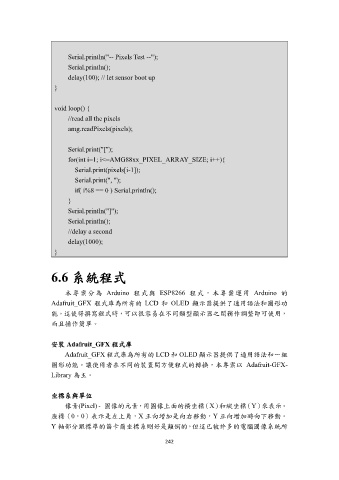 Serial.println("-- Pixels Test --");
Serial.println();
delay(100); // let sensor boot up
}
void loop() {
//read all the pixels
amg.readPixels(pixels);
Serial.print("[");
for(int i=1; i<=AMG88xx_PIXEL_ARRAY_SIZE; i++){
Serial.print(pixels[i-1]);
Serial.print(", ");
if( i%8 == 0 ) Serial.println();
}
Serial.println("]");
Serial.println();
//delay a second
delay(1000);
}
6.6 系統程式
本專案分為 Arduino 程式與 ESP8266 程式，本專案運用 Arduino 的
Adafruit_GFX 程式庫為所有的 LCD 和 OLED 顯示器提供了通用語法和圖形功
能。這使得撰寫程式時，可以很容易在不同類型顯示器之間稍作調整即可使用，
而且操作簡單。
安裝 Adafruit_GFX 程式庫
Adafruit_GFX 程式庫為所有的 LCD 和 OLED 顯示器提供了通用語法和一組
圖形功能。讓使用者在不同的裝置間方便程式的轉換。本專案以 Adafruit-GFX-
Library 為主。
坐標系與單位
像素(Pixel)- 圖像的元素，用圖像上面的橫坐標(X)和縱坐標(Y)來表示。
座標(0，0)表示是左上角，X 正向增加是向右移動，Y 正向增加時向下移動。
Y 軸部分跟標準的笛卡爾坐標系剛好是顛倒的，但這已被許多的電腦圖像系統所
242